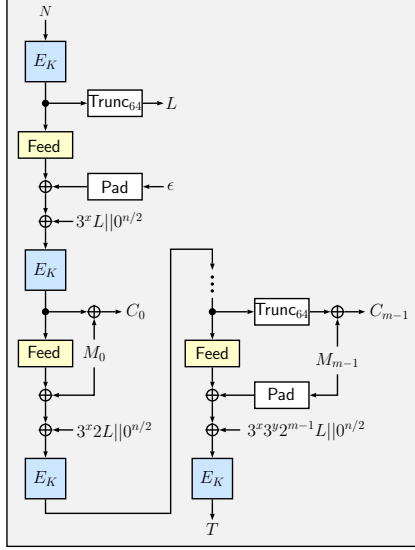 N
E_K
Trunc_64
L
Feed
Pad
ϵ
3^x L||0^{n/2}
E_K
C_0
Feed
M_0
3^x 2L||0^{n/2}
E_K
Trunc_64
C_{m-1}
Feed
M_{m-1}
Pad
3^x 3^y 2^{m-1} L||0^{n/2}
E_K
T